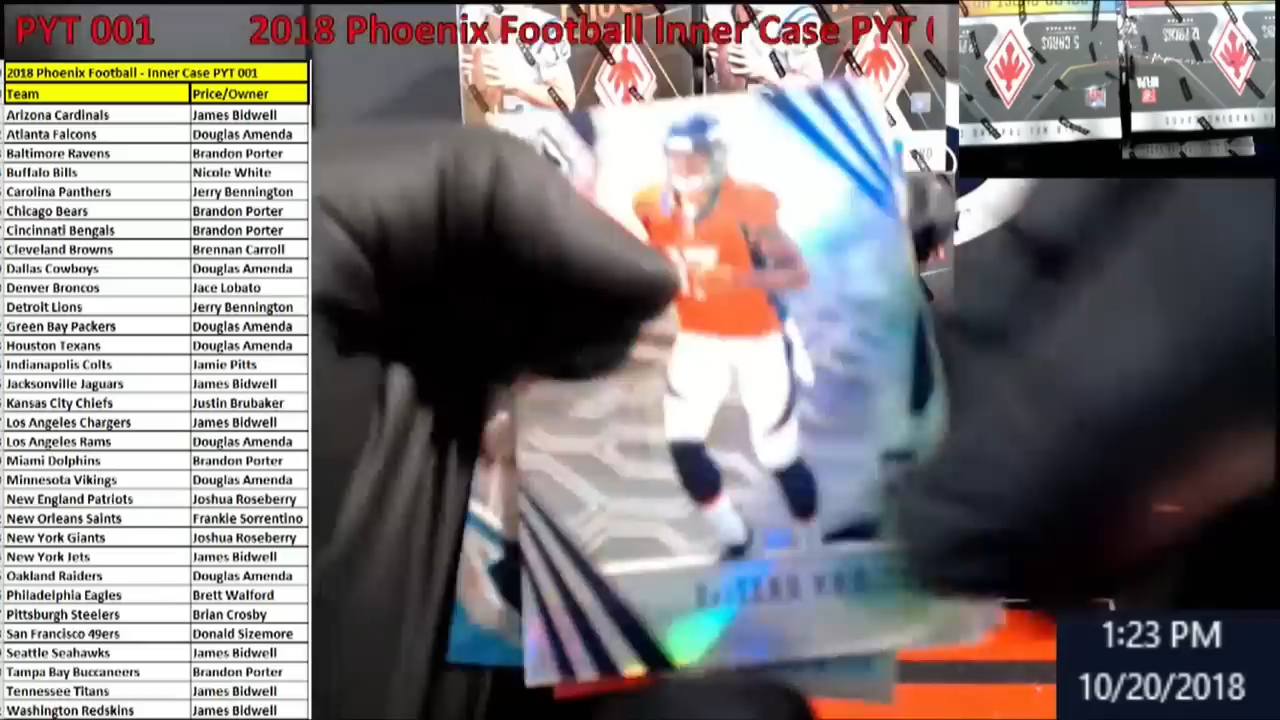 PYT 001 2018 Phoenix Football Inner Case PYT
2018 Phoenix Football - Inner Case PYT 001
Team Price/Owner
Arizona Cardinals James Bidwell
Atlanta Falcons Douglas Amenda
Baltimore Ravens Brandon Porter
Buffalo Bills Nicole White
Carolina Panthers Jerry Bennington
Chicago Bears Brandon Porter
Cincinnati Bengals Brandon Porter
Cleveland Browns Brennan Carroll
Dallas Cowboys Douglas Amenda
Denver Broncos Jace Lobato
Detroit Lions Jerry Bennington
Green Bay Packers Douglas Amenda
Houston Texans Douglas Amenda
Indianapolis Colts Jamie Pitts
Jacksonville Jaguars James Bidwell
Kansas City Chiefs Justin Brubaker
Los Angeles Chargers James Bidwell
Los Angeles Rams Douglas Amenda
Miami Dolphins Brandon Porter
Minnesota Vikings Douglas Amenda
New England Patriots Joshua Roseberry
New Orleans Saints Frankie Sorrentino
New York Giants Joshua Roseberry
New York Jets James Bidwell
Oakland Raiders Douglas Amenda
Philadelphia Eagles Brett Walford
Pittsburgh Steelers Brian Crosby
San Francisco 49ers Donald Sizemore
Seattle Seahawks James Bidwell
Tampa Bay Buccaneers Brandon Porter
Tennessee Titans James Bidwell
Washington Redskins James Bidwell
5 CARDS
1:23 PM
10/20/2018